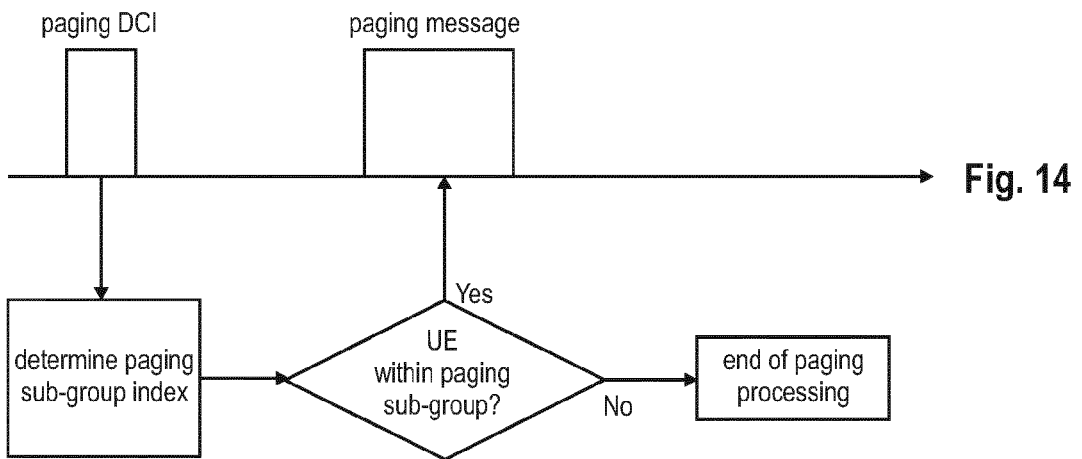 paging DCI
paging message
Fig. 14
Yes
determine paging
sub-group index
UE
within paging
sub-group?
No
end of paging
processing